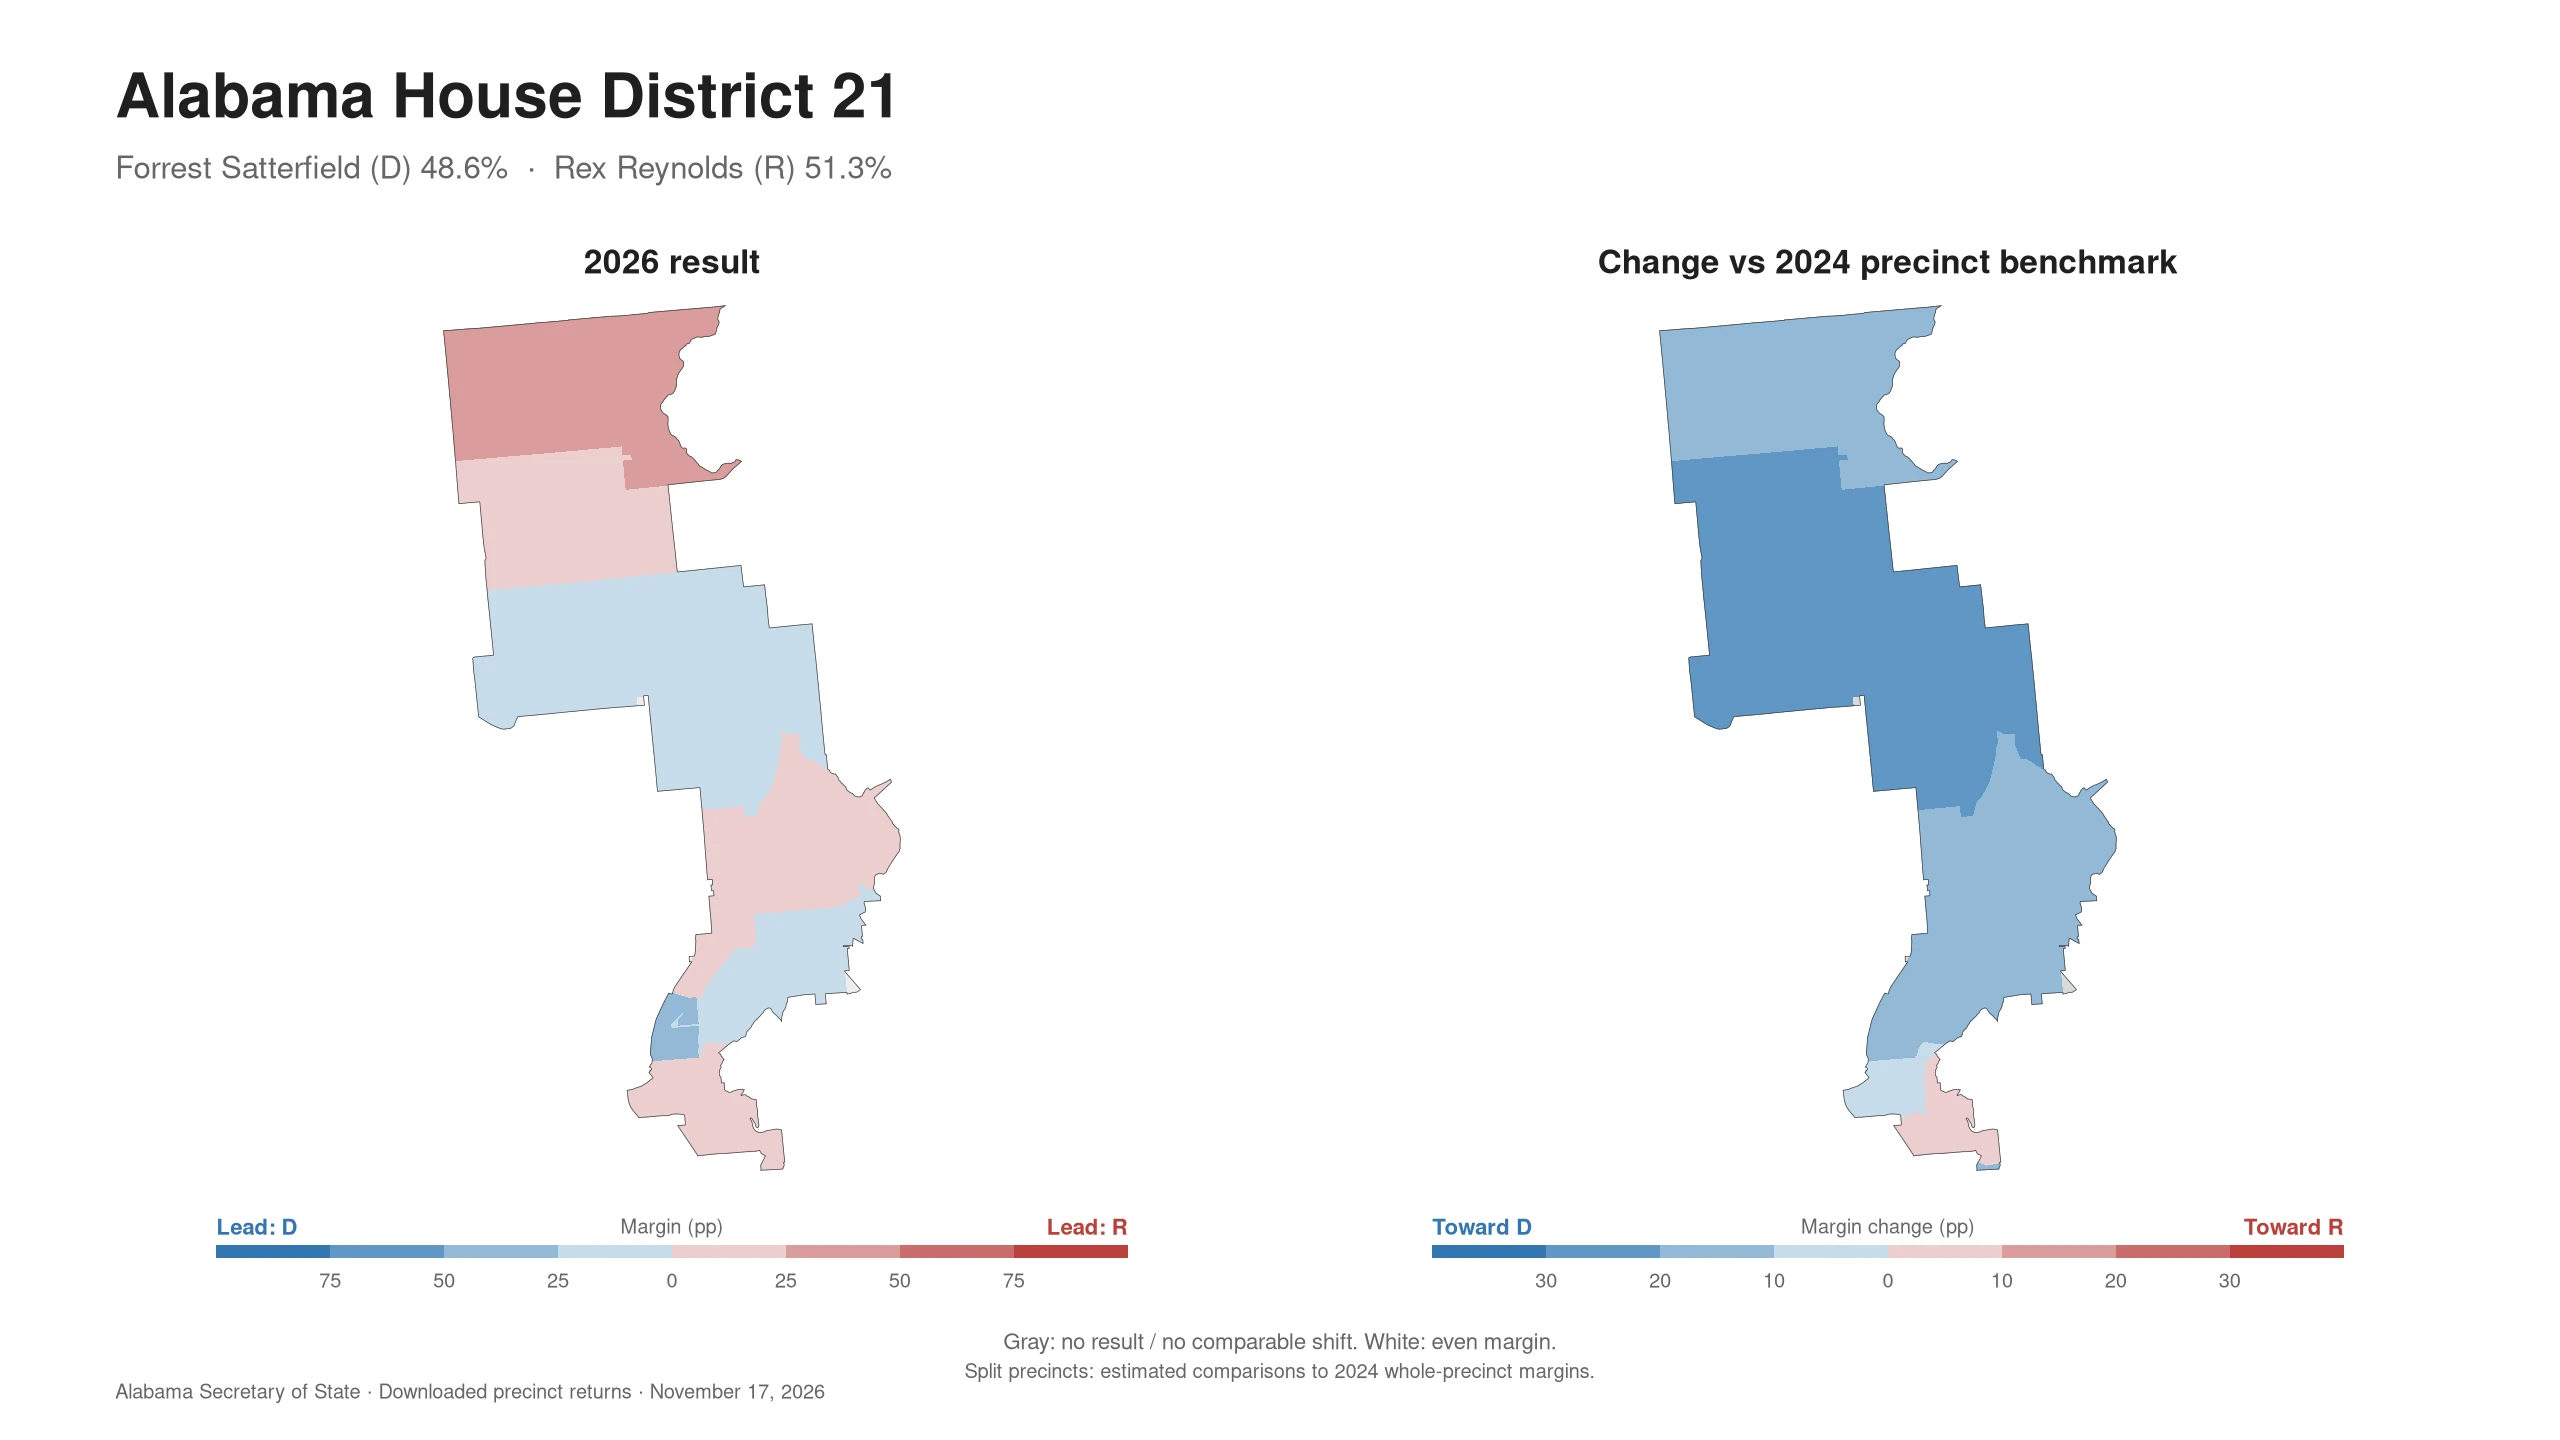 Alabama House District 21
Forrest Satterfield (D) 48.6% · Rex Reynolds (R) 51.3%
2026 result
Change vs 2024 precinct benchmark
Lead: D
Margin (pp)
Lead: R
75
50
25
0
25
50
75
Toward D
Margin change (pp)
Toward R
30
20
10
0
10
20
30
Gray: no result / no comparable shift. White: even margin.
Split precincts: estimated comparisons to 2024 whole-precinct margins.
Alabama Secretary of State · Downloaded precinct returns · November 17, 2026